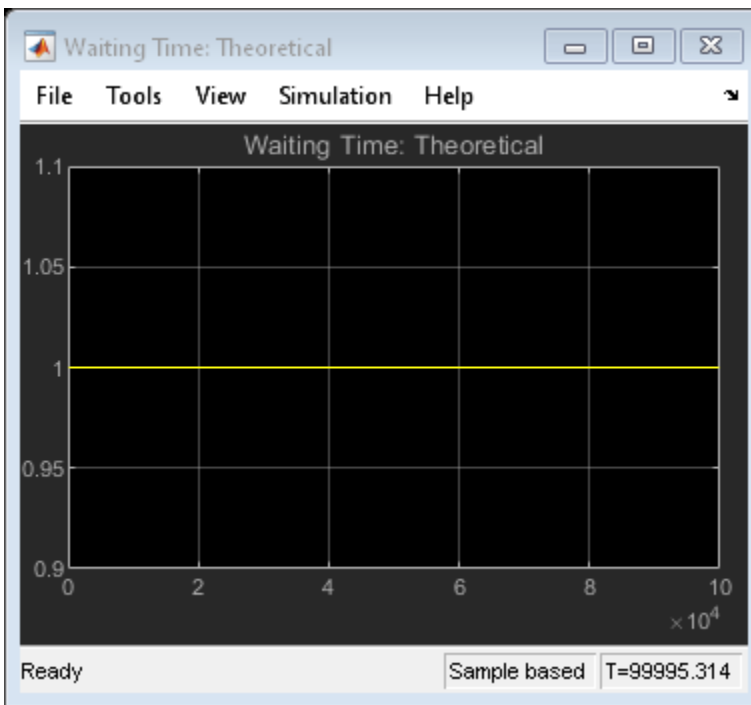 Waiting Time: Theoretical
File Tools View Simulation Help
Waiting Time: Theoretical
1.1
1.05
1
0.95
0.9
0 2 4 6 8 10
×10⁴
Ready Sample based T=99995.314